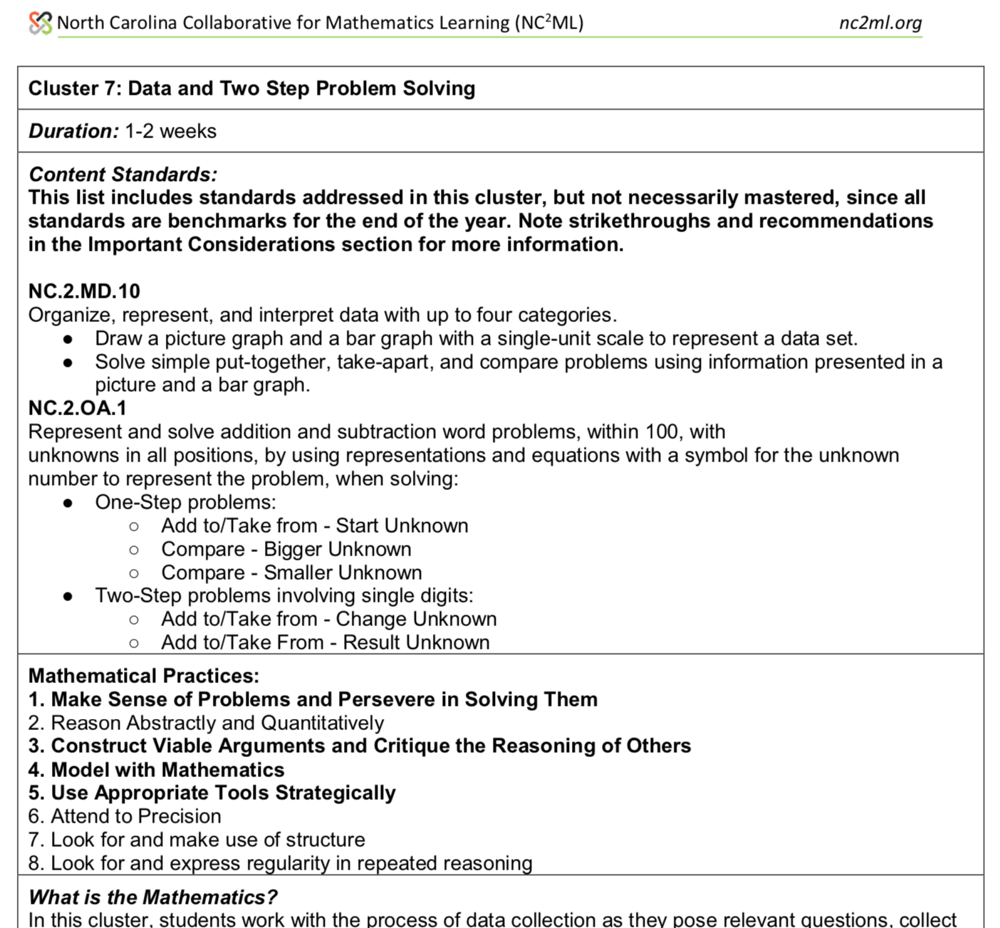 North Carolina Collaborative for Mathematics Learning (NC²ML) nc2ml.org
Cluster 7: Data and Two Step Problem Solving
Duration: 1-2 weeks
Content Standards:
This list includes standards addressed in this cluster, but not necessarily mastered, since all
standards are benchmarks for the end of the year. Note strikethroughs and recommendations
in the Important Considerations section for more information.
NC.2.MD.10
Organize, represent, and interpret data with up to four categories.
● Draw a picture graph and a bar graph with a single-unit scale to represent a data set.
● Solve simple put-together, take-apart, and compare problems using information presented in a
picture and a bar graph.
NC.2.OA.1
Represent and solve addition and subtraction word problems, within 100, with
unknowns in all positions, by using representations and equations with a symbol for the unknown
number to represent the problem, when solving:
● One-Step problems:
○ Add to/Take from - Start Unknown
○ Compare - Bigger Unknown
○ Compare - Smaller Unknown
● Two-Step problems involving single digits:
○ Add to/Take from - Change Unknown
○ Add to/Take From - Result Unknown
Mathematical Practices:
1. Make Sense of Problems and Persevere in Solving Them
2. Reason Abstractly and Quantitatively
3. Construct Viable Arguments and Critique the Reasoning of Others
4. Model with Mathematics
5. Use Appropriate Tools Strategically
6. Attend to Precision
7. Look for and make use of structure
8. Look for and express regularity in repeated reasoning
What is the Mathematics?
In this cluster, students work with the process of data collection as they pose relevant questions, collect